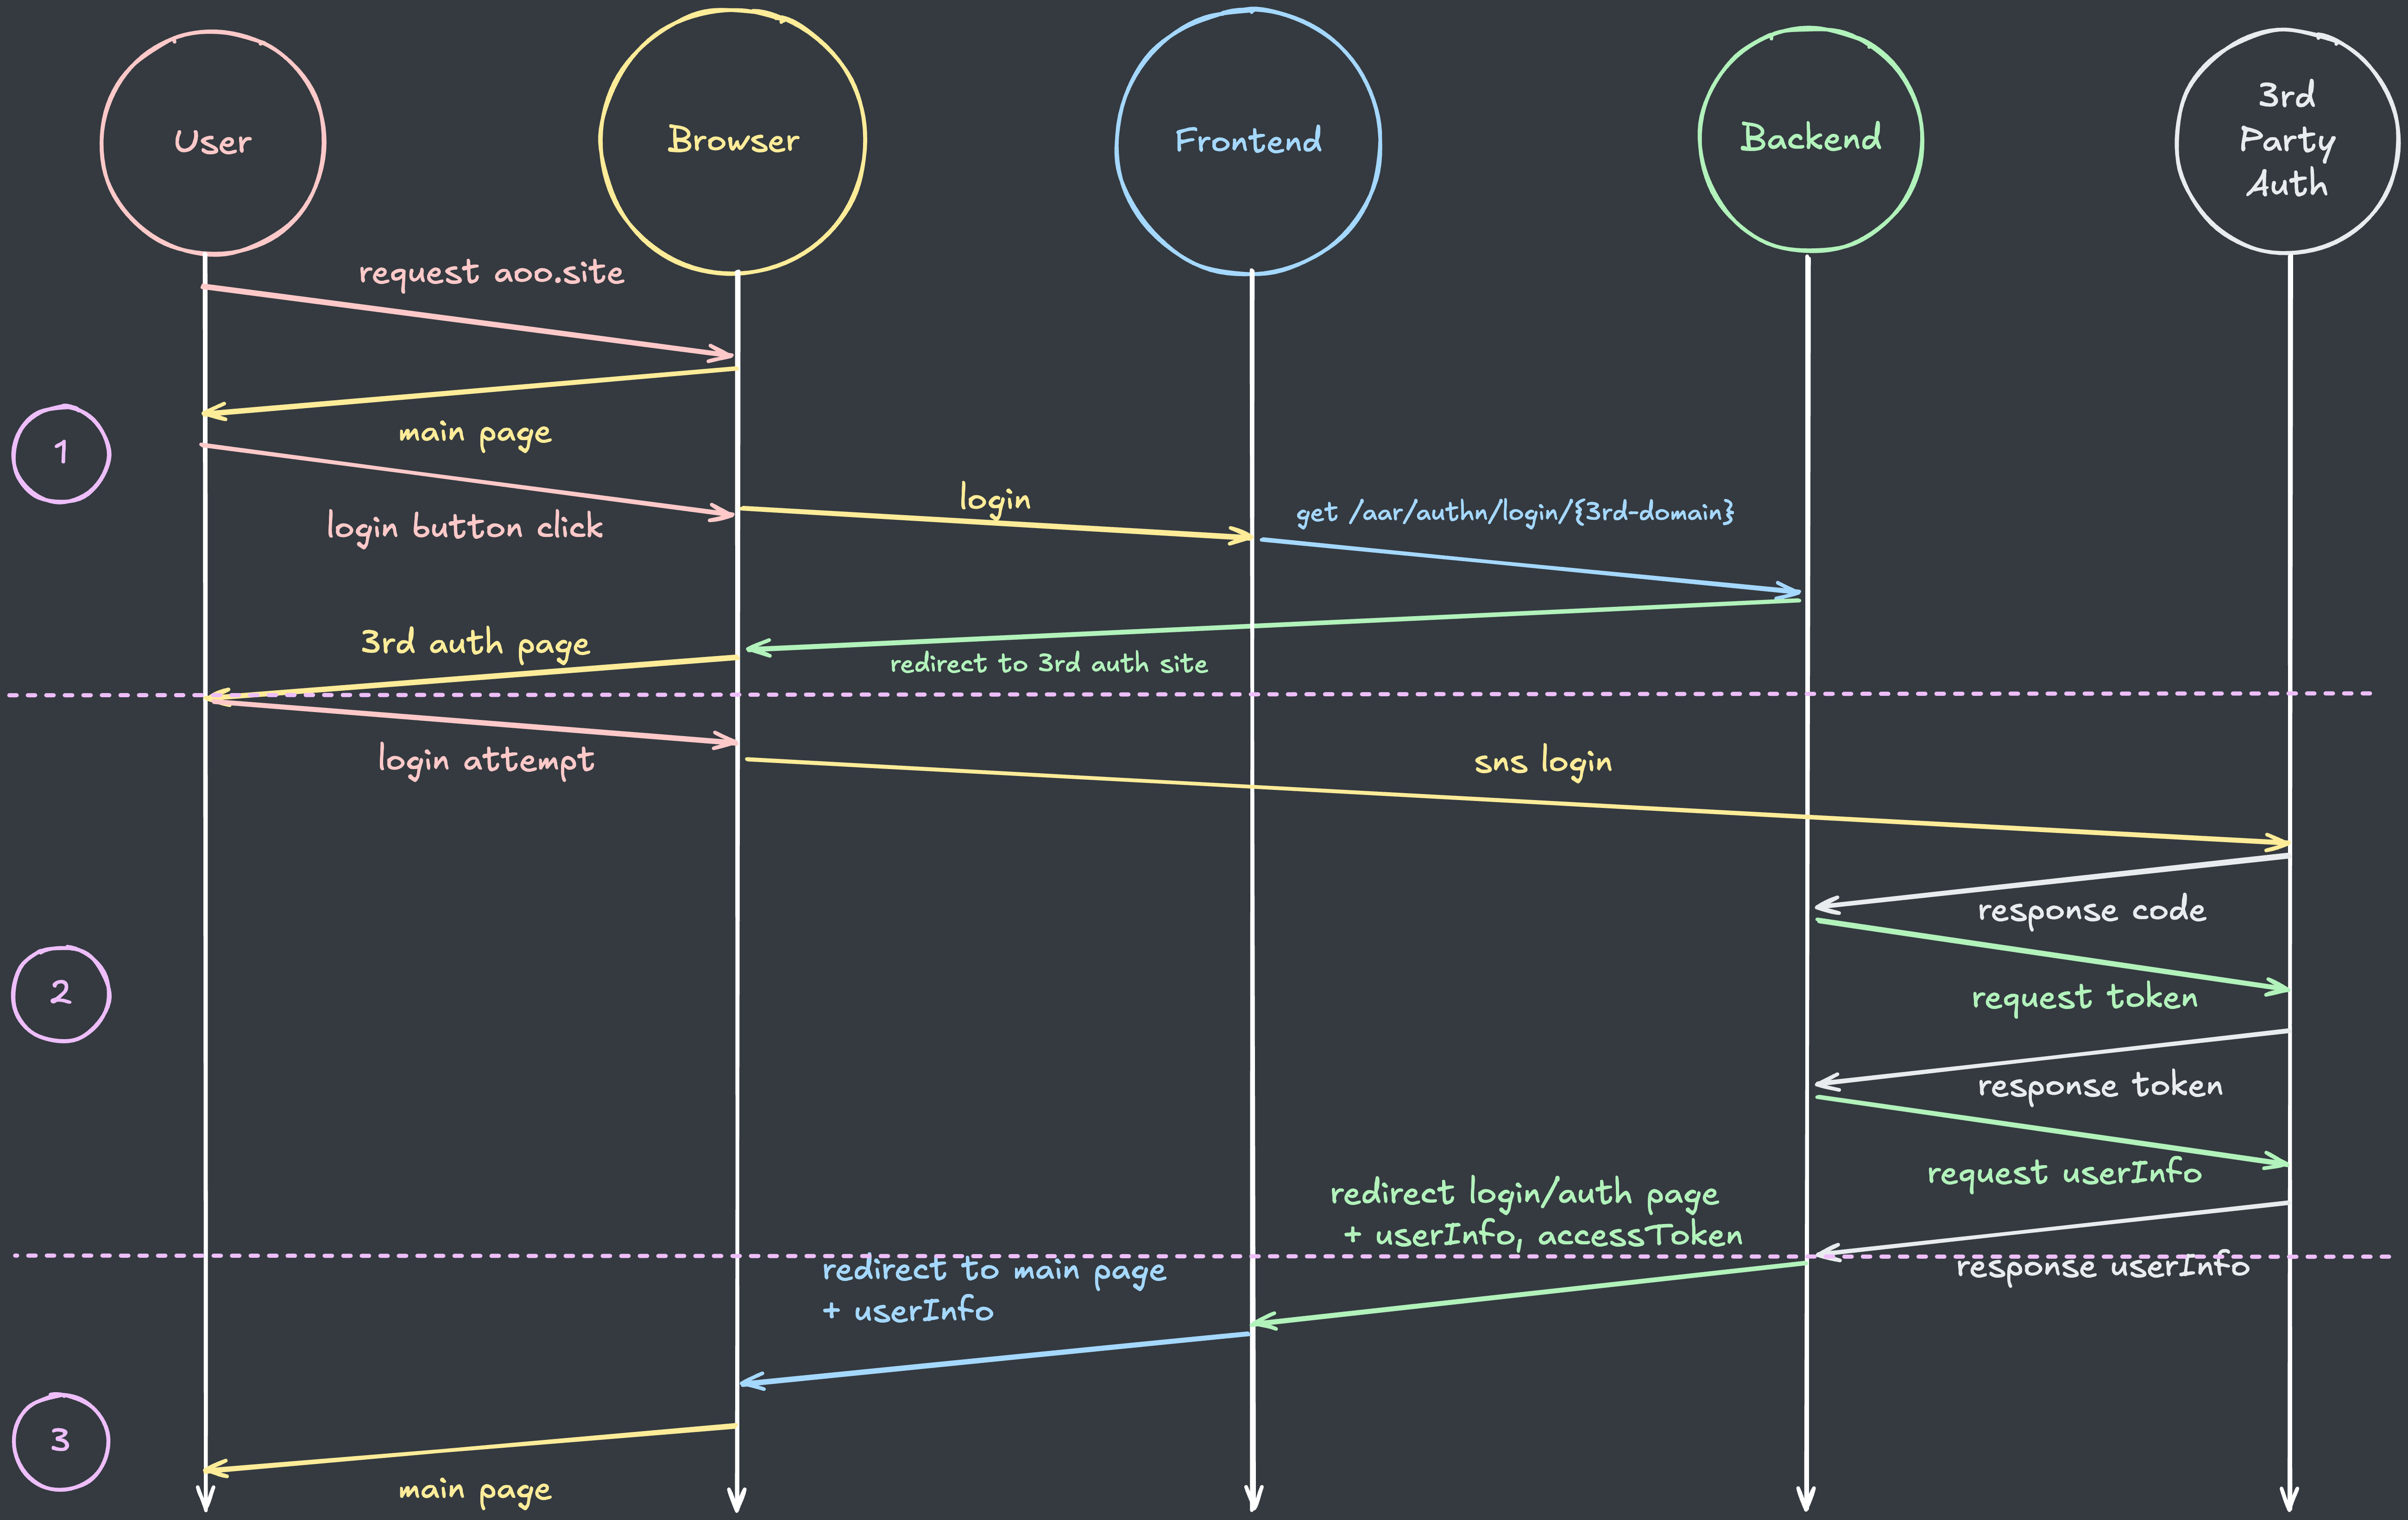 User
Browser
Frontend
Backend
3rd
Party
Auth
request aoo.site
main page
1
login button click
login
get /aar/authn/login/{3rd-domain}
3rd auth page
redirect to 3rd auth site
login attempt
sns login
response code
2
request token
response token
request userInfo
redirect login/auth page
+ userInfo, accessToken
response userInfo
redirect to main page
+ userInfo
3
main page